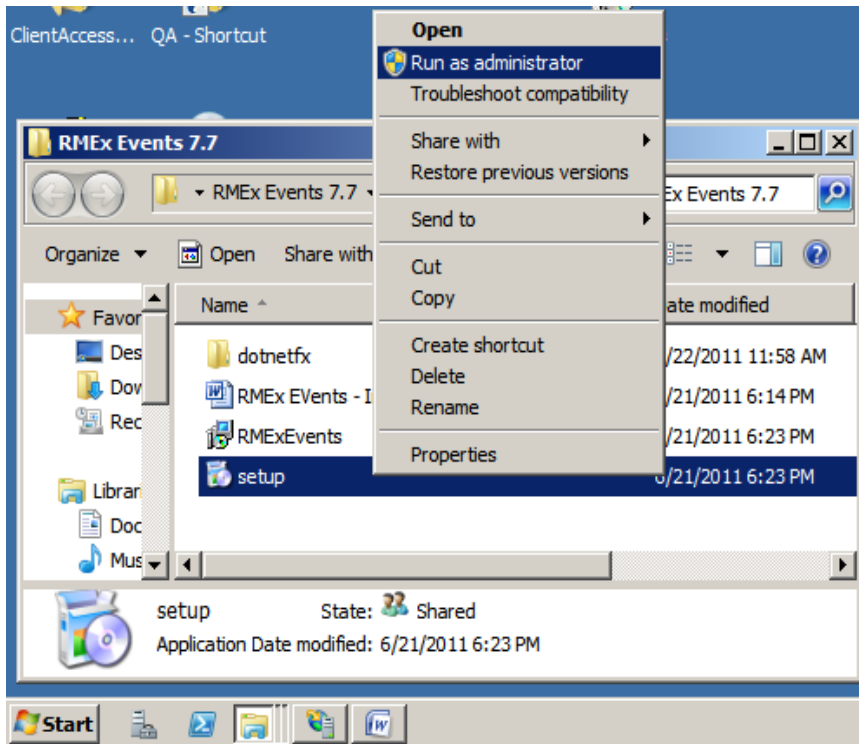 ClientAccess... QA - Shortcut
Open
Run as administrator
Troubleshoot compatibility
Share with
Restore previous versions
Send to
Cut
Copy
Create shortcut
Delete
Rename
Properties
RMEx Events 7.7
RMEx Events 7.7
Ex Events 7.7
Organize Open Share with
Name ate modified
Favor
Des
Dow
Rec
Librari
Doc
Mus
dotnetfx /22/2011 11:58 AM
RMEx EVents - I /21/2011 6:14 PM
RMExEvents /21/2011 6:23 PM
setup 6/21/2011 6:23 PM
setup State: Shared
Application Date modified: 6/21/2011 6:23 PM
Start